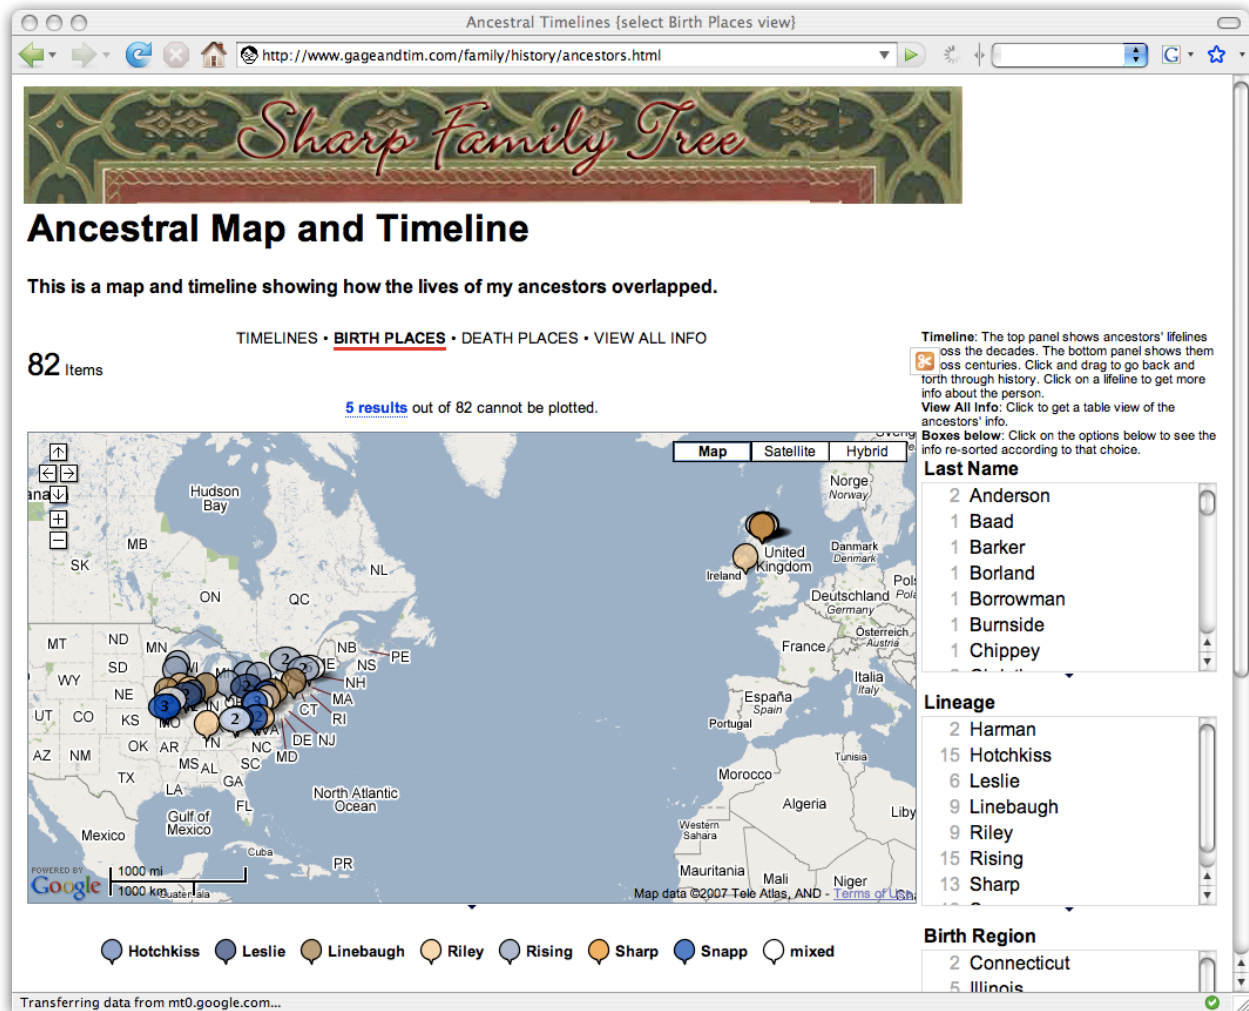 Ancestral Timelines {select Birth Places view}
http://www.gageandtim.com/family/history/ancestors.html
G
Sharp Family Tree
Ancestral Map and Timeline
This is a map and timeline showing how the lives of my ancestors overlapped.
TIMELINES • BIRTH PLACES • DEATH PLACES • VIEW ALL INFO
82 Items
5 results out of 82 cannot be plotted.
Timeline: The top panel shows ancestors' lifelines
oss the decades. The bottom panel shows them
oss centuries. Click and drag to go back and
forth through history. Click on a lifeline to get more
info about the person.
View All Info: Click to get a table view of the
ancestors' info.
Boxes below: Click on the options below to see the
info re-sorted according to that choice.
Map Satellite Hybrid
Norge
Norway
Hudson
Bay
MB
SK
NL
ON
QC
United
Kingdom
Ireland
Danmark
Denmark
Deutschland
Germany
Österreich
Austria
France
Italia
Italy
España
Spain
Portugal
MT
ND
MN
NB
PE
NS
SD
WY
NE
NH
MA
CT
RI
UT
CO
KS
DE
NJ
MD
AZ
NM
OK
AR
TN
NC
MS
AL
SC
TX
LA
GA
FL
2
2
2
3
3
2
2
North Atlantic
Ocean
Gulf of
Mexico
Mexico
Cuba
PR
Guatemala
Tunisia
Morocco
Algeria
Western
Sahara
Mauritania
Mali
Niger
POWERED BY
Google
1000 mi
1000 km
Map data ©2007 Tele Atlas, AND - Terms of Use
Hotchkiss Leslie Linebaugh Riley Rising Sharp Snapp mixed
Last Name
2 Anderson
1 Baad
1 Barker
1 Borland
1 Borrowman
1 Burnside
1 Chippey
Lineage
2 Harman
15 Hotchkiss
6 Leslie
9 Linebaugh
9 Riley
15 Rising
13 Sharp
Birth Region
2 Connecticut
5 Illinois
Transferring data from mt0.google.com...